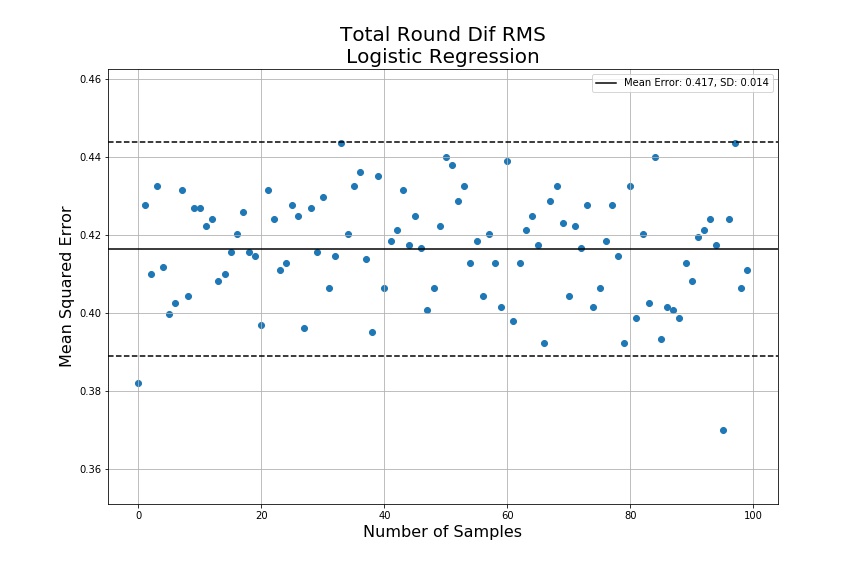 Total Round Dif RMS
Logistic Regression
Mean Error: 0.417, SD: 0.014
Mean Squared Error
0.46
0.44
0.42
0.40
0.38
0.36
0 20 40 60 80 100
Number of Samples